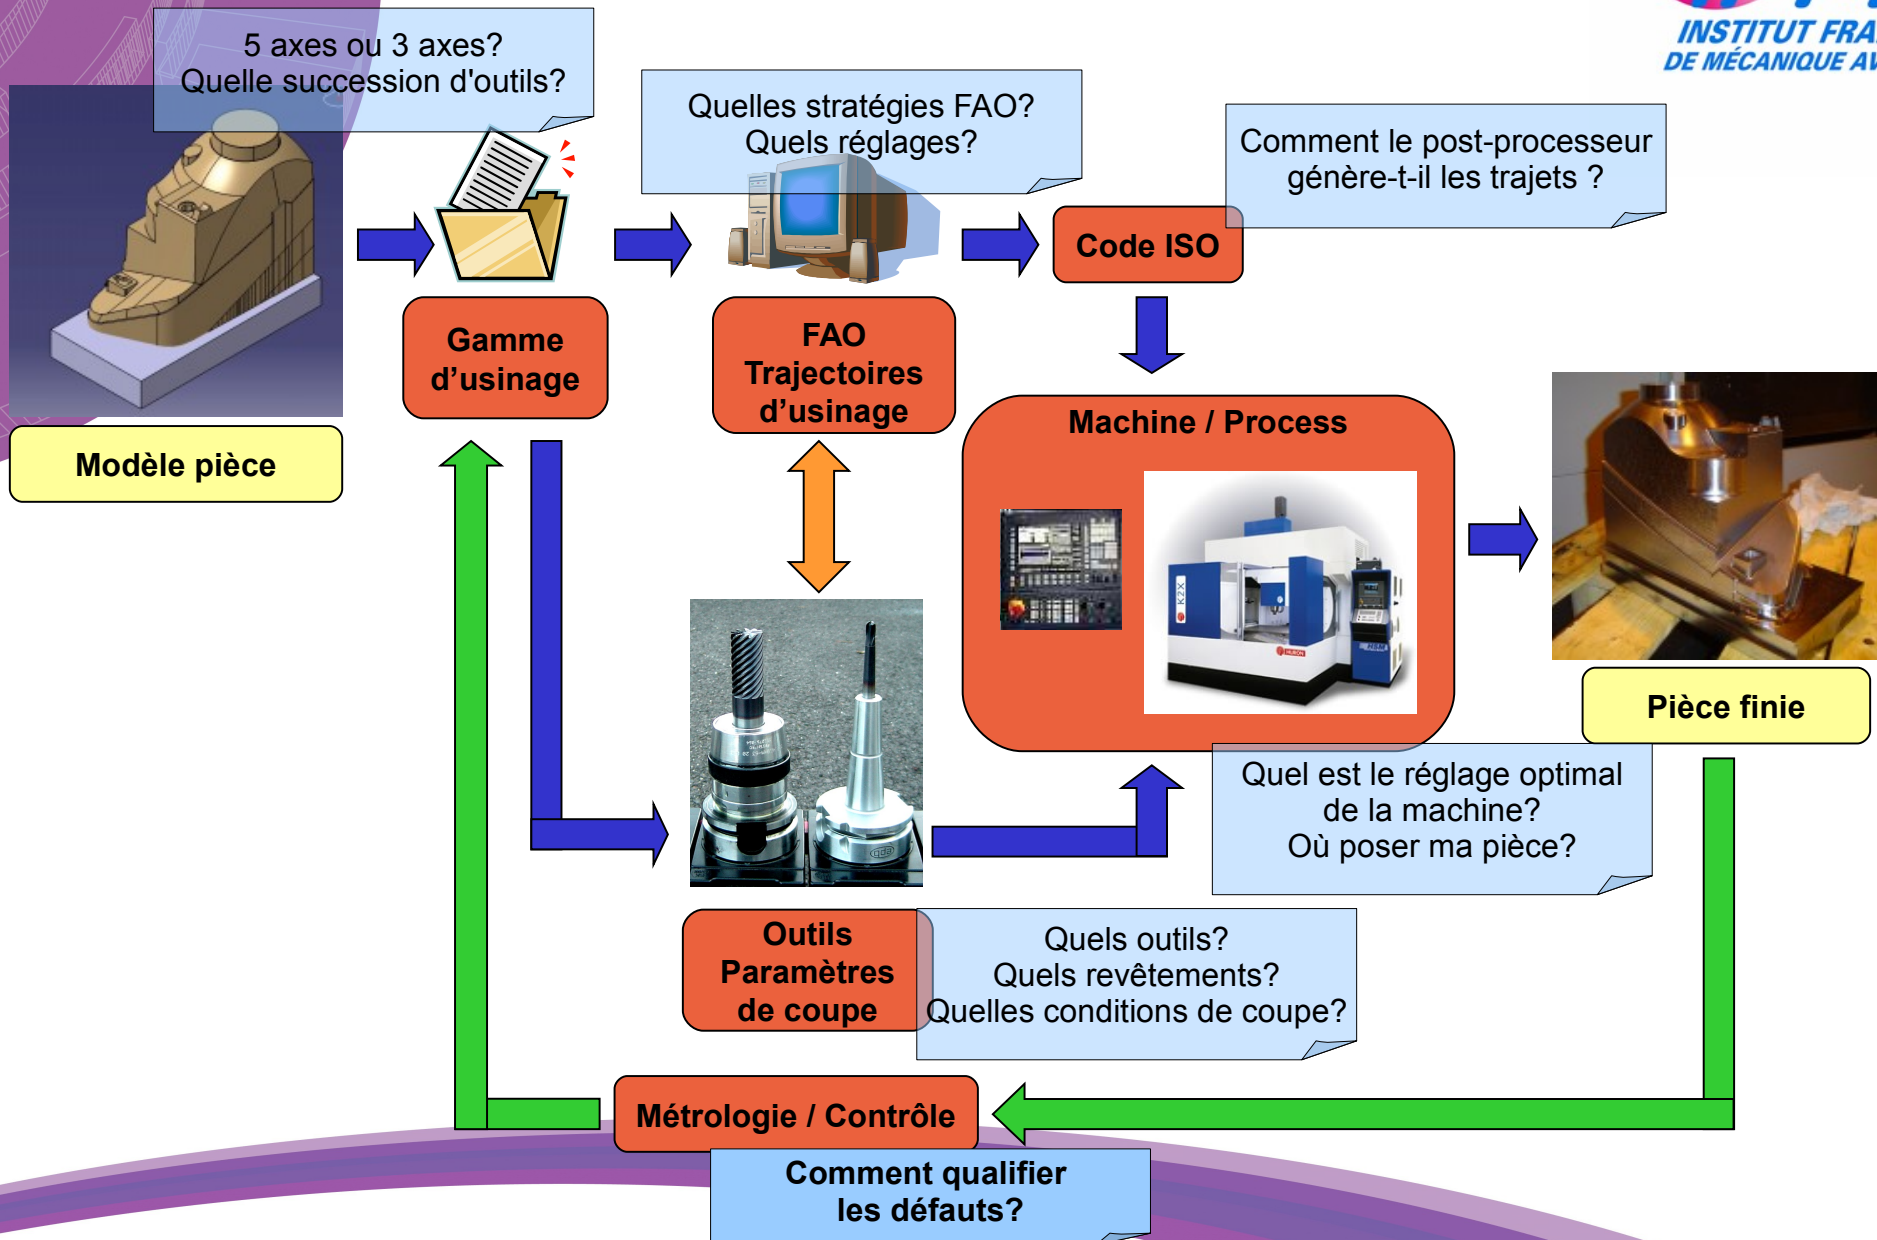 INSTITUT FRA
DE MÉCANIQUE AV
5 axes ou 3 axes?
Quelle succession d'outils?
Quelles stratégies FAO?
Quels réglages?
Comment le post-processeur
génère-t-il les trajets ?
Code ISO
Gamme
d'usinage
FAO
Trajectoires
d'usinage
Modèle pièce
Machine / Process
K2X
HURON
Pièce finie
Quel est le réglage optimal
de la machine?
Où poser ma pièce?
Outils
Paramètres
de coupe
Quels outils?
Quels revêtements?
Quelles conditions de coupe?
Métrologie / Contrôle
Comment qualifier
les défauts?